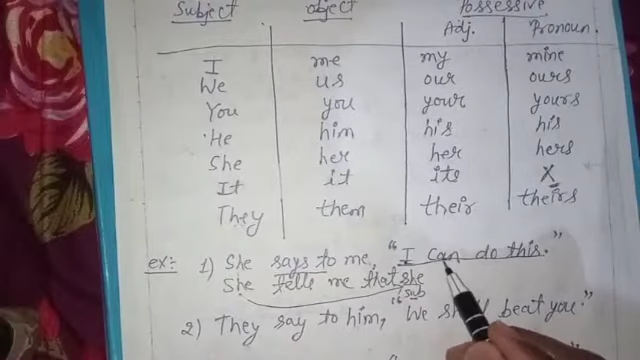 Subject object Possessive
Adj. Pronoun.
I me my mine
We us our ours
You you your yours
He him his his
She her her hers
It it its X
They them their theirs
ex:- 1) She says to me, "I can do this."
She tells me that she
sub
2) They say to him, "We beat you."